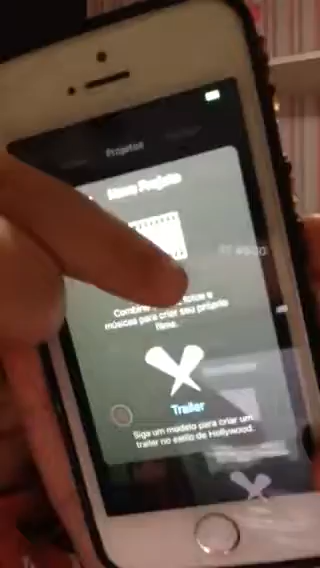 Projetos
Novo Projeto
Combine
fotos e
músicas para criar seu próprio
filme.
Trailer
Siga um modelo para criar um
trailer no estilo de Hollywood.